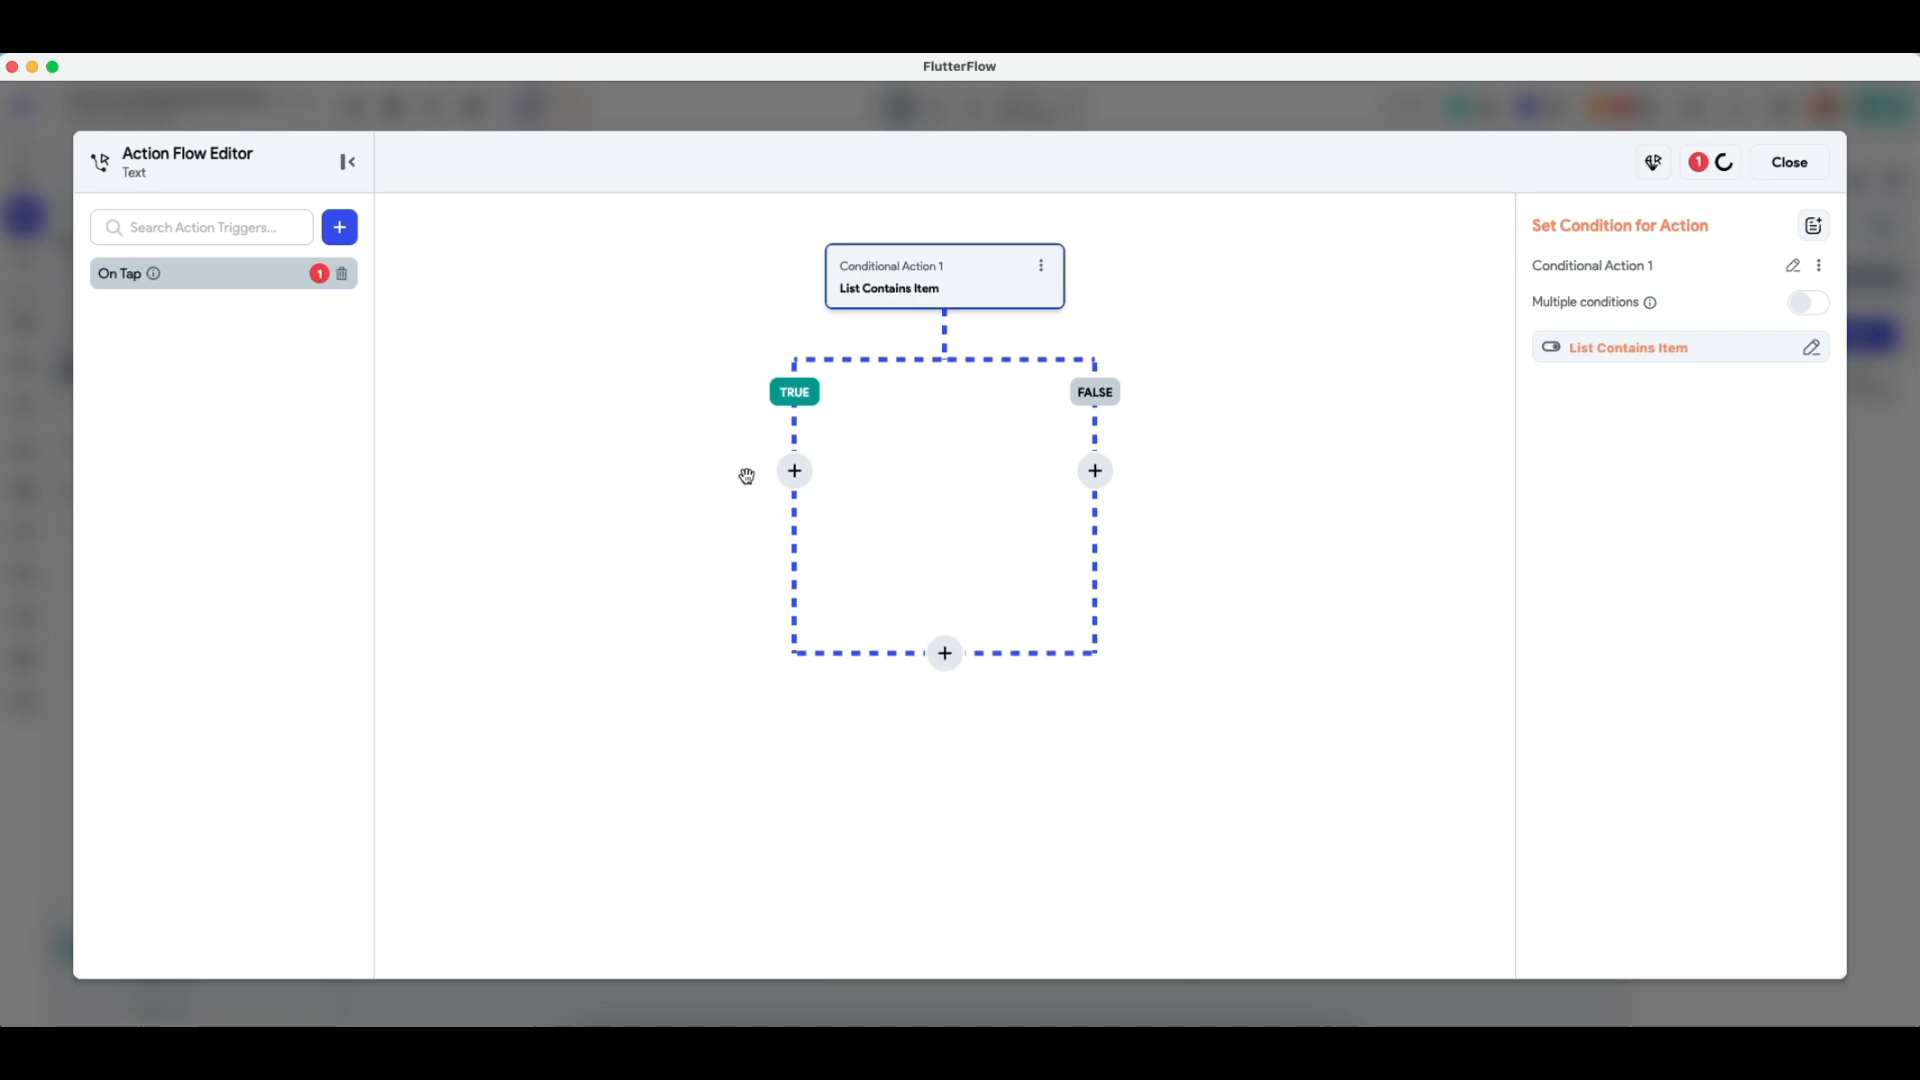 FlutterFlow
Action Flow Editor
Text
1
Close
Search Action Triggers...
On Tap
1
Conditional Action 1
List Contains Item
TRUE
FALSE
Set Condition for Action
Conditional Action 1
Multiple conditions
List Contains Item